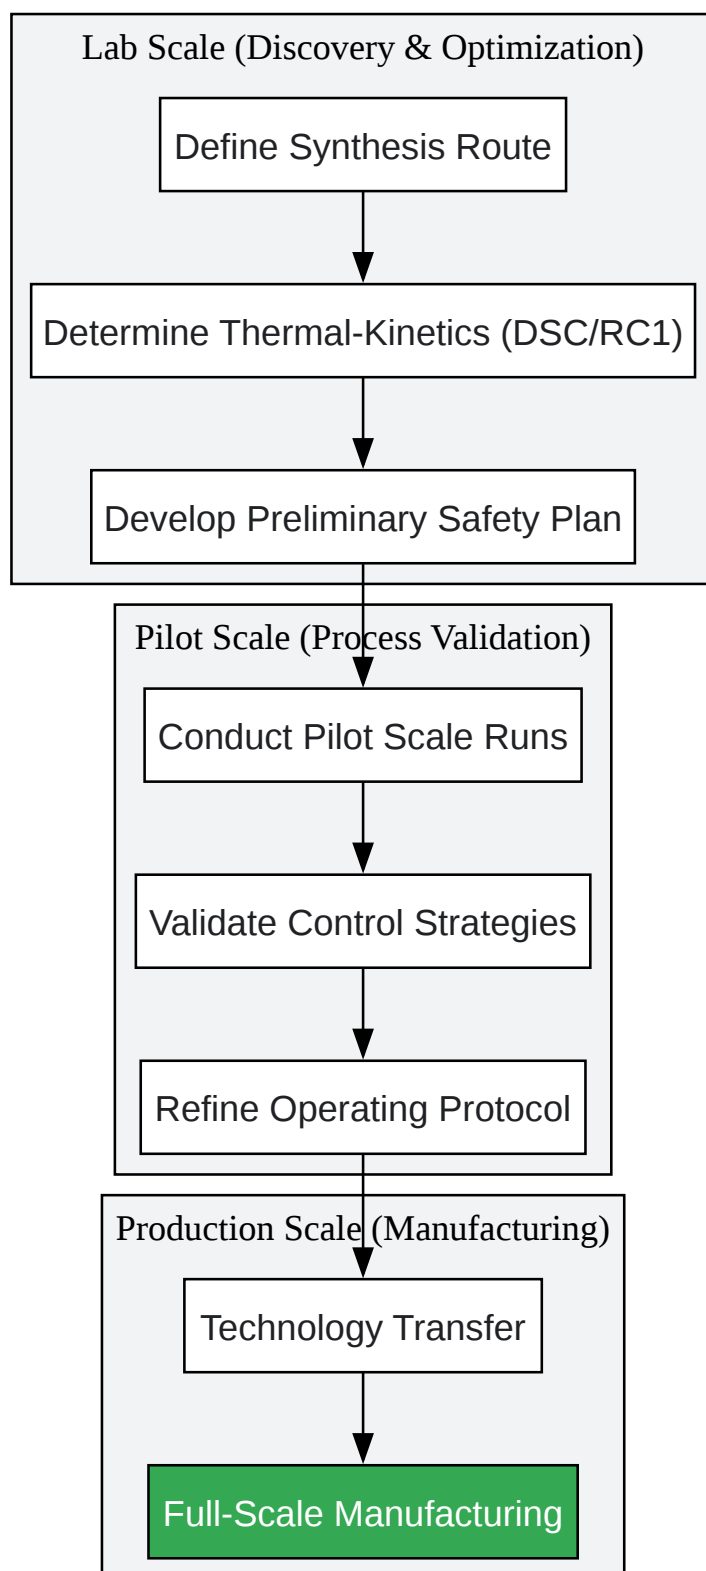 Lab Scale (Discovery & Optimization)
Define Synthesis Route
Determine Thermal-Kinetics (DSC/RC1)
Develop Preliminary Safety Plan
Pilot Scale (Process Validation)
Conduct Pilot Scale Runs
Validate Control Strategies
Refine Operating Protocol
Production Scale (Manufacturing)
Technology Transfer
Full-Scale Manufacturing